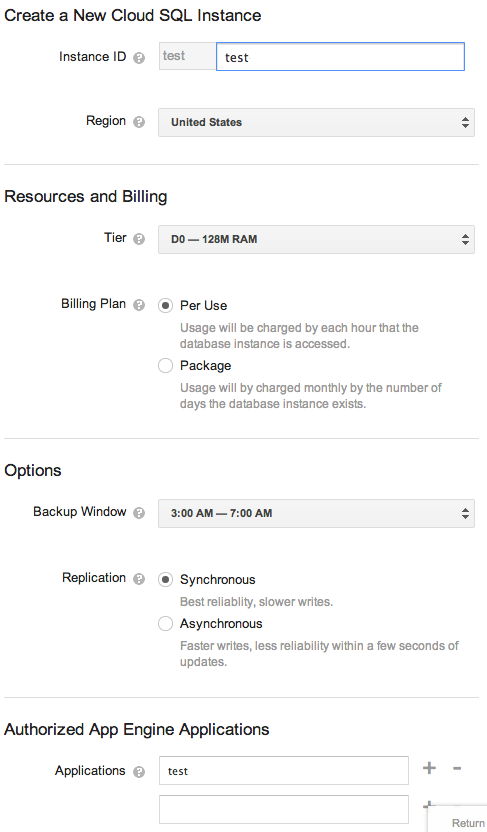 Create a New Cloud SQL Instance
Instance ID ? test test
Region ? United States
Resources and Billing
Tier ? D0 — 128M RAM
Billing Plan ? Per Use
Usage will be charged by each hour that the
database instance is accessed.
Package
Usage will by charged monthly by the number of
days the database instance exists.
Options
Backup Window ? 3:00 AM — 7:00 AM
Replication ? Synchronous
Best reliablity, slower writes.
Asynchronous
Faster writes, less reliability within a few seconds of
updates.
Authorized App Engine Applications
Applications ? test + -
+
Return